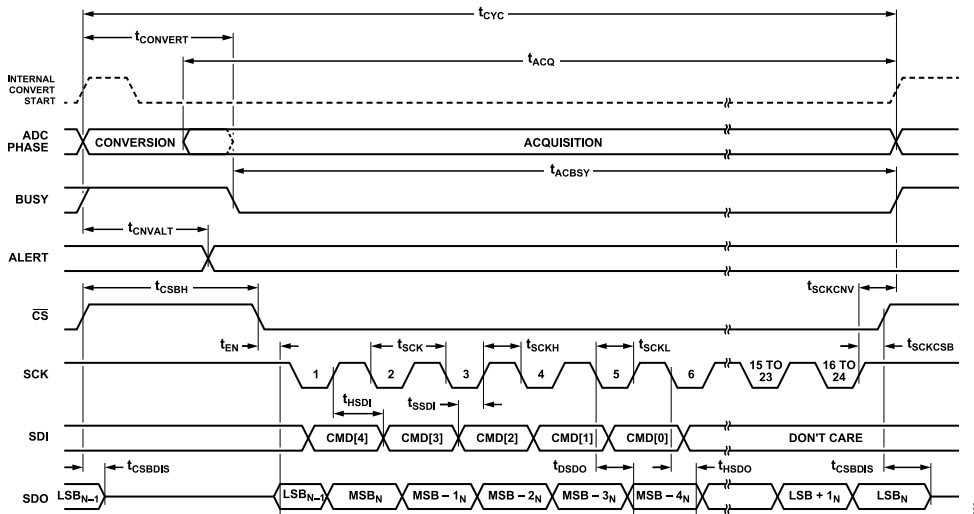 tCYC
tCONVERT
tACQ
INTERNAL
CONVERT
START
ADC
PHASE
CONVERSION
ACQUISITION
tACBSY
BUSY
tCNVALT
ALERT
tCSBH
tSCKCNV
CS
tEN
tSCK
tSCKH
tSCKL
tSCKCSB
SCK
1
2
3
4
5
6
15 TO
23
16 TO
24
tHSDI
tSSDI
SDI
CMD[4]
CMD[3]
CMD[2]
CMD[1]
CMD[0]
DON'T CARE
tCSBDIS
tDSDO
tHSDO
tCSBDIS
SDO
LSBN–1
LSBN–1
MSBN
MSB – 1N
MSB – 2N
MSB – 3N
MSB – 4N
LSB + 1N
LSBN